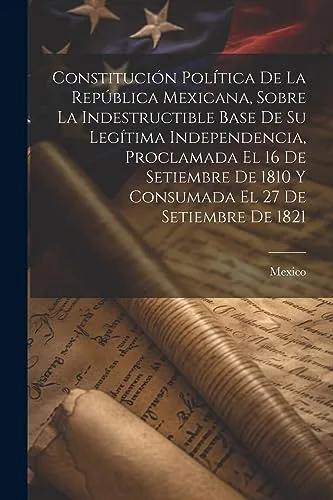 Constitución Política De La
República Mexicana, Sobre
La Indestructible Base De Su
Legítima Independencia,
Proclamada El 16 De
Setiembre De 1810 Y
Consumada El 27 De
Setiembre De 1821
Mexico